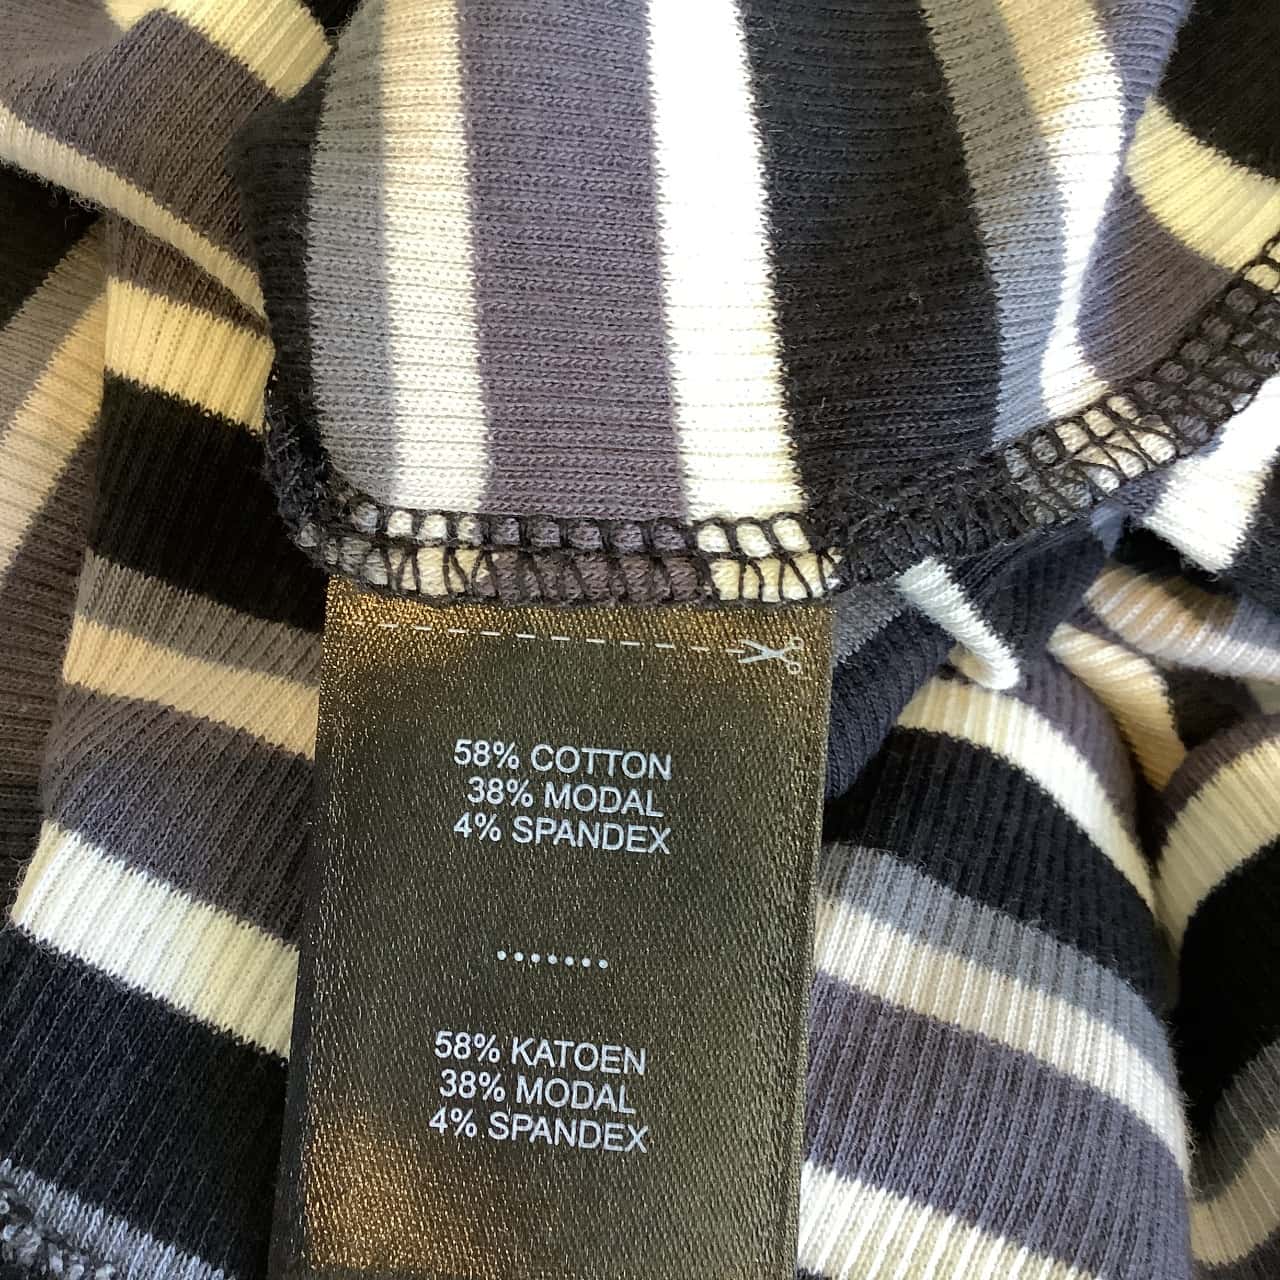 58% COTTON
38% MODAL
4% SPANDEX
.......
58% KATOEN
38% MODAL
4% SPANDEX